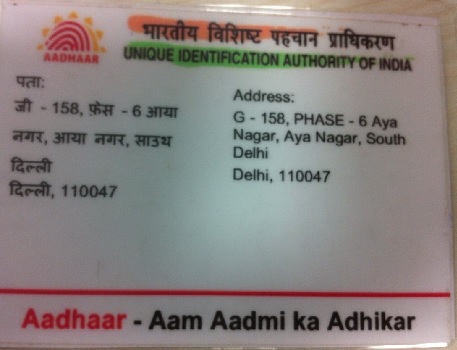 AADHAAR
भारतीय विशिष्ट पहचान प्राधिकरण
UNIQUE IDENTIFICATION AUTHORITY OF INDIA
पता:
जी - 158, फ़ेस - 6 आया
नगर, आया नगर, साउथ
दिल्ली
दिल्ली, 110047
Address:
G - 158, PHASE - 6 Aya
Nagar, Aya Nagar, South
Delhi
Delhi, 110047
Aadhaar - Aam Aadmi ka Adhikar